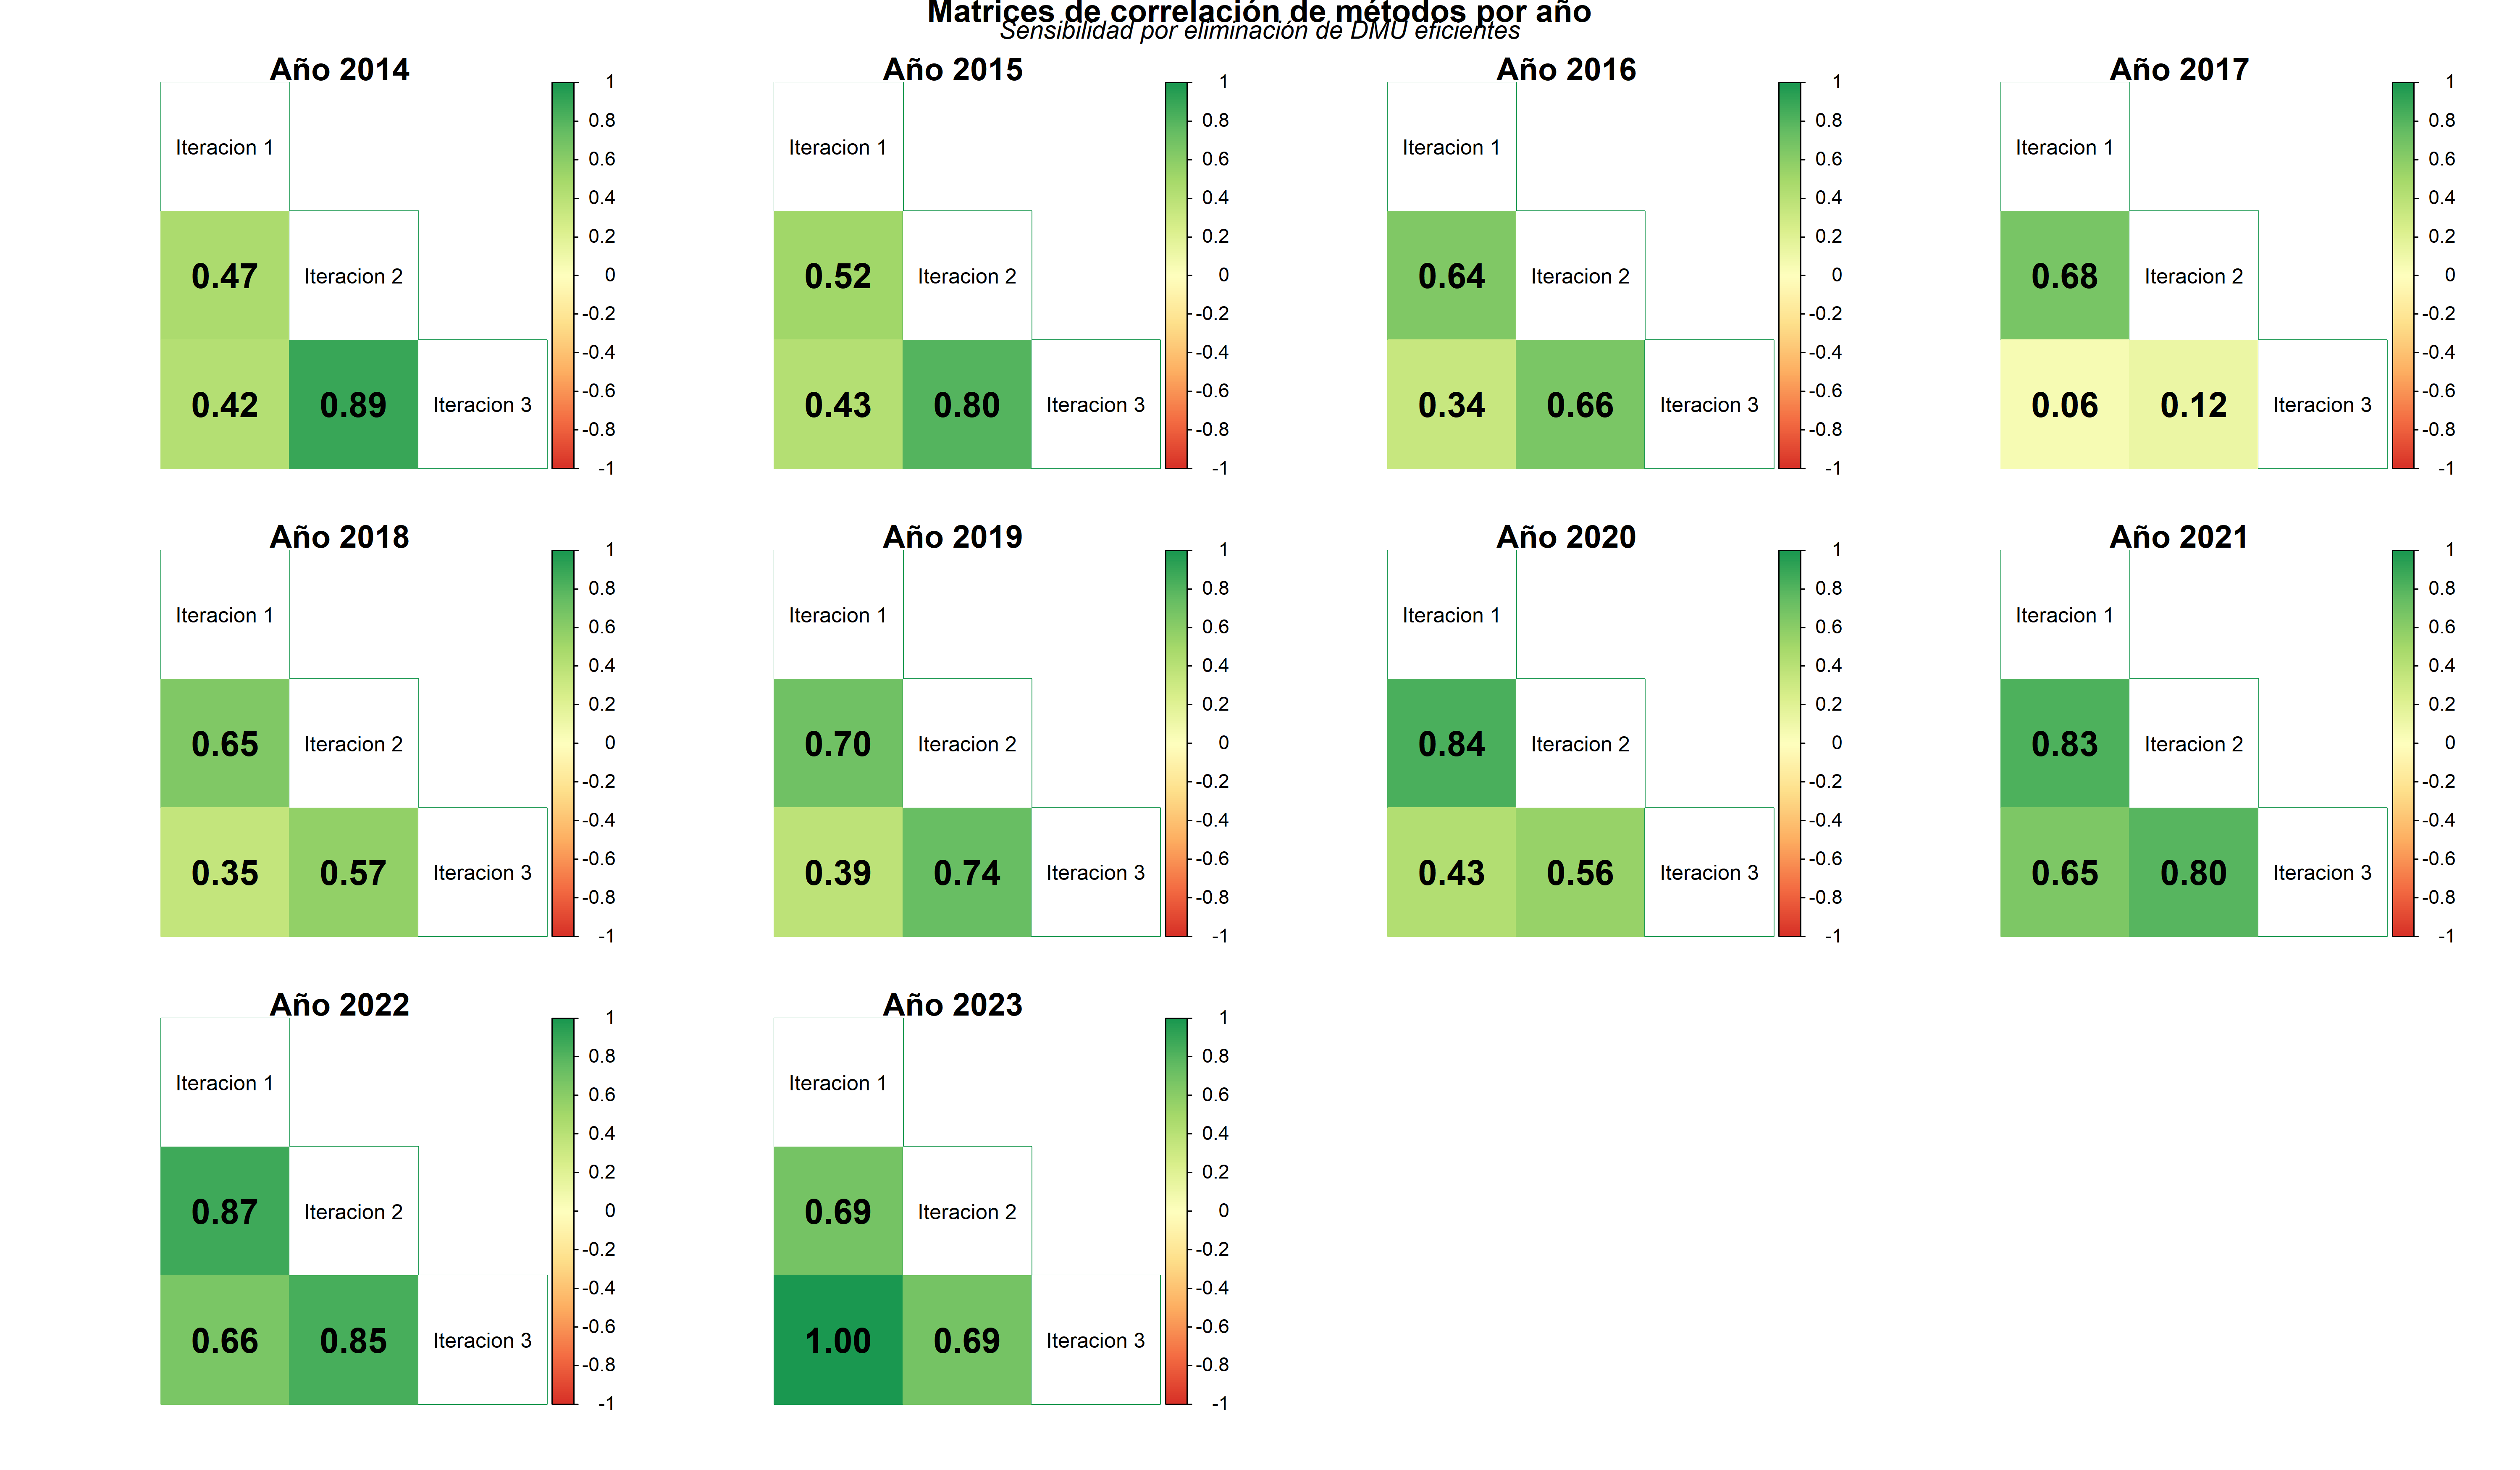 Matrices de correlación de métodos por año
Sensibilidad por eliminación de DMU eficientes
Año 2014
Iteracion 1
0.47 Iteracion 2
0.42 0.89 Iteracion 3
1
0.8
0.6
0.4
0.2
0
-0.2
-0.4
-0.6
-0.8
-1
Año 2015
Iteracion 1
0.52 Iteracion 2
0.43 0.80 Iteracion 3
1
0.8
0.6
0.4
0.2
0
-0.2
-0.4
-0.6
-0.8
-1
Año 2016
Iteracion 1
0.64 Iteracion 2
0.34 0.66 Iteracion 3
1
0.8
0.6
0.4
0.2
0
-0.2
-0.4
-0.6
-0.8
-1
Año 2017
Iteracion 1
0.68 Iteracion 2
0.06 0.12 Iteracion 3
1
0.8
0.6
0.4
0.2
0
-0.2
-0.4
-0.6
-0.8
-1
Año 2018
Iteracion 1
0.65 Iteracion 2
0.35 0.57 Iteracion 3
1
0.8
0.6
0.4
0.2
0
-0.2
-0.4
-0.6
-0.8
-1
Año 2019
Iteracion 1
0.70 Iteracion 2
0.39 0.74 Iteracion 3
1
0.8
0.6
0.4
0.2
0
-0.2
-0.4
-0.6
-0.8
-1
Año 2020
Iteracion 1
0.84 Iteracion 2
0.43 0.56 Iteracion 3
1
0.8
0.6
0.4
0.2
0
-0.2
-0.4
-0.6
-0.8
-1
Año 2021
Iteracion 1
0.83 Iteracion 2
0.65 0.80 Iteracion 3
1
0.8
0.6
0.4
0.2
0
-0.2
-0.4
-0.6
-0.8
-1
Año 2022
Iteracion 1
0.87 Iteracion 2
0.66 0.85 Iteracion 3
1
0.8
0.6
0.4
0.2
0
-0.2
-0.4
-0.6
-0.8
-1
Año 2023
Iteracion 1
0.69 Iteracion 2
1.00 0.69 Iteracion 3
1
0.8
0.6
0.4
0.2
0
-0.2
-0.4
-0.6
-0.8
-1